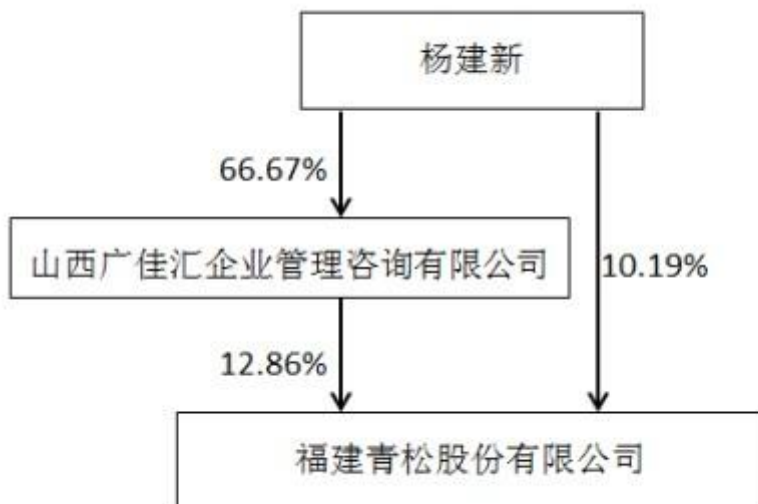 杨建新
66.67%
山西广佳汇企业管理咨询有限公司
10.19%
12.86%
福建青松股份有限公司